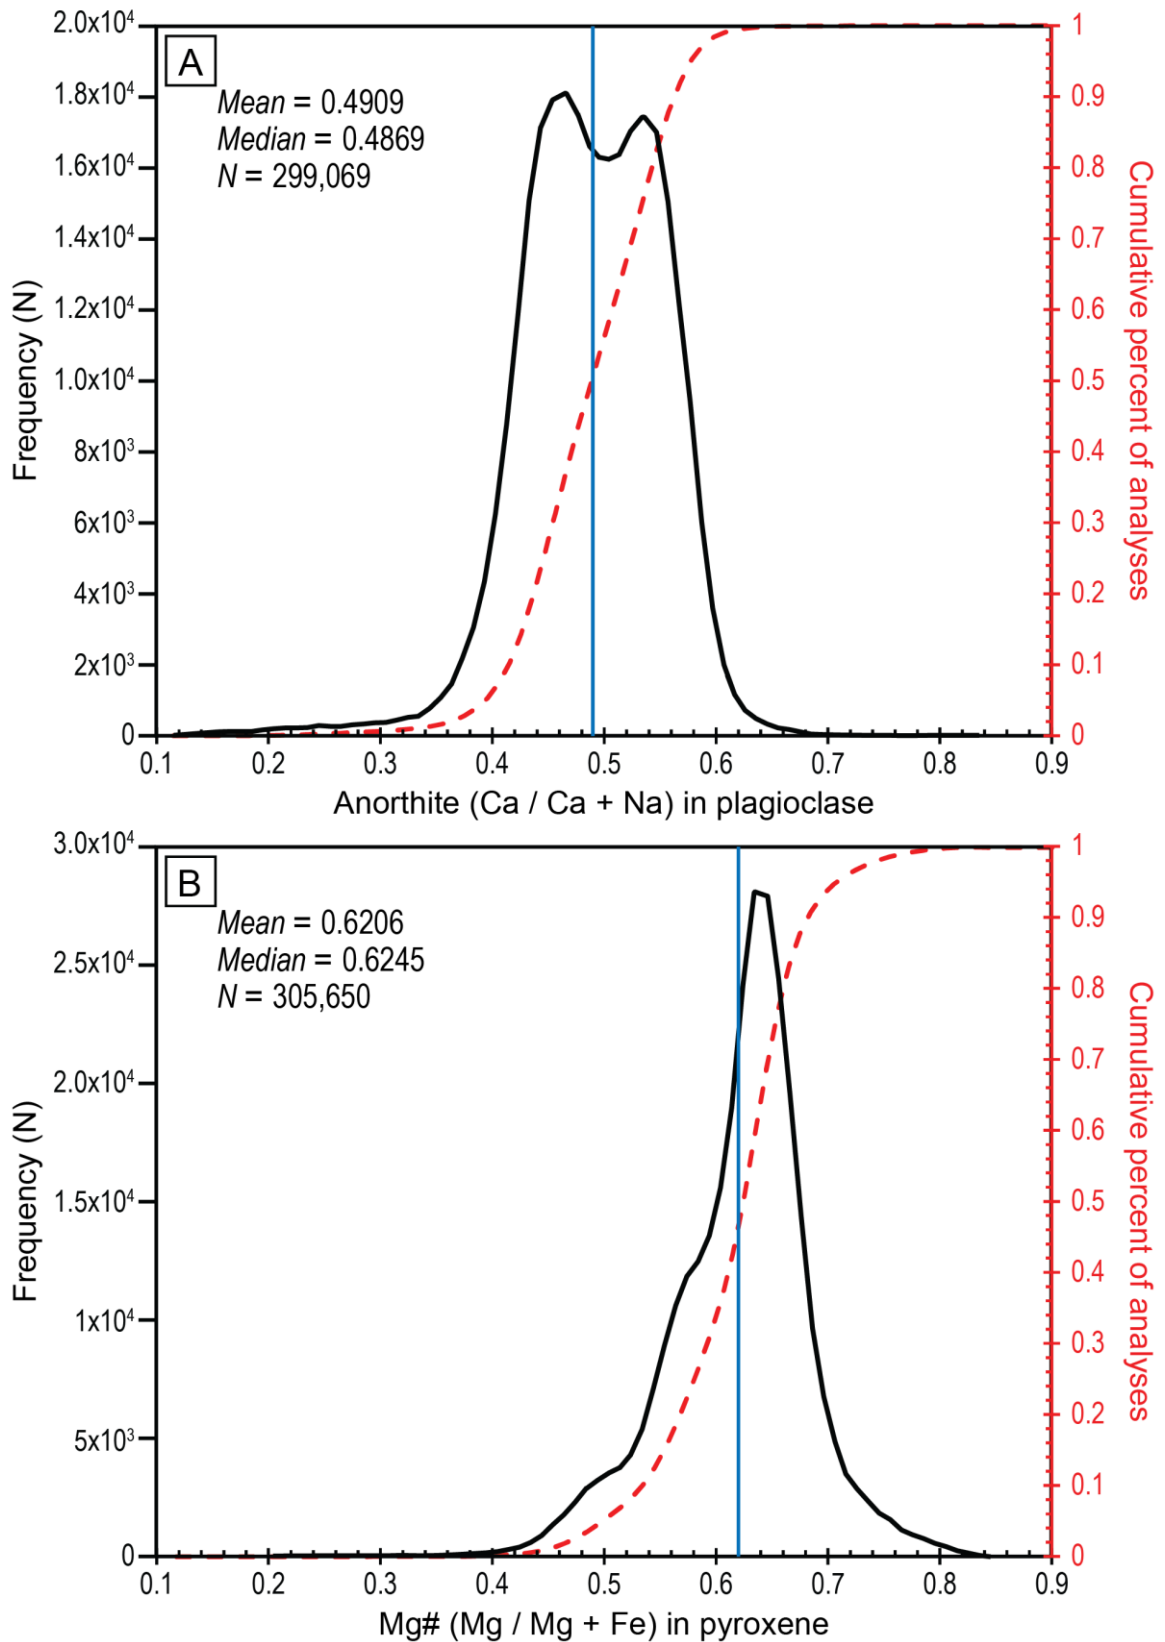 A
Mean = 0.4909
Median = 0.4869
N = 299,069
2.0x10⁴
1.8x10⁴
1.6x10⁴
1.4x10⁴
1.2x10⁴
1.0x10⁴
8x10³
6x10³
4x10³
2x10³
0
Frequency (N)
1
0.9
0.8
0.7
0.6
0.5
0.4
0.3
0.2
0.1
0
Cumulative percent of analyses
0.1 0.2 0.3 0.4 0.5 0.6 0.7 0.8 0.9
Anorthite (Ca / Ca + Na) in plagioclase
B
Mean = 0.6206
Median = 0.6245
N = 305,650
3.0x10⁴
2.5x10⁴
2.0x10⁴
1.5x10⁴
1x10⁴
5x10³
0
Frequency (N)
1
0.9
0.8
0.7
0.6
0.5
0.4
0.3
0.2
0.1
0
Cumulative percent of analyses
0.1 0.2 0.3 0.4 0.5 0.6 0.7 0.8 0.9
Mg# (Mg / Mg + Fe) in pyroxene